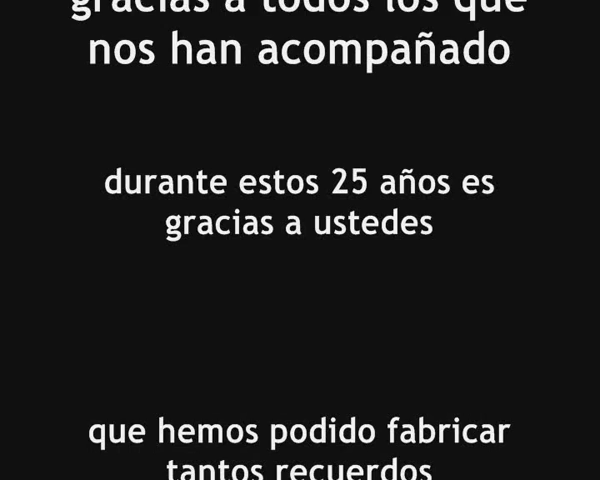 gracias a todos los que
nos han acompañado
durante estos 25 años es
gracias a ustedes
que hemos podido fabricar
tantos recuerdos